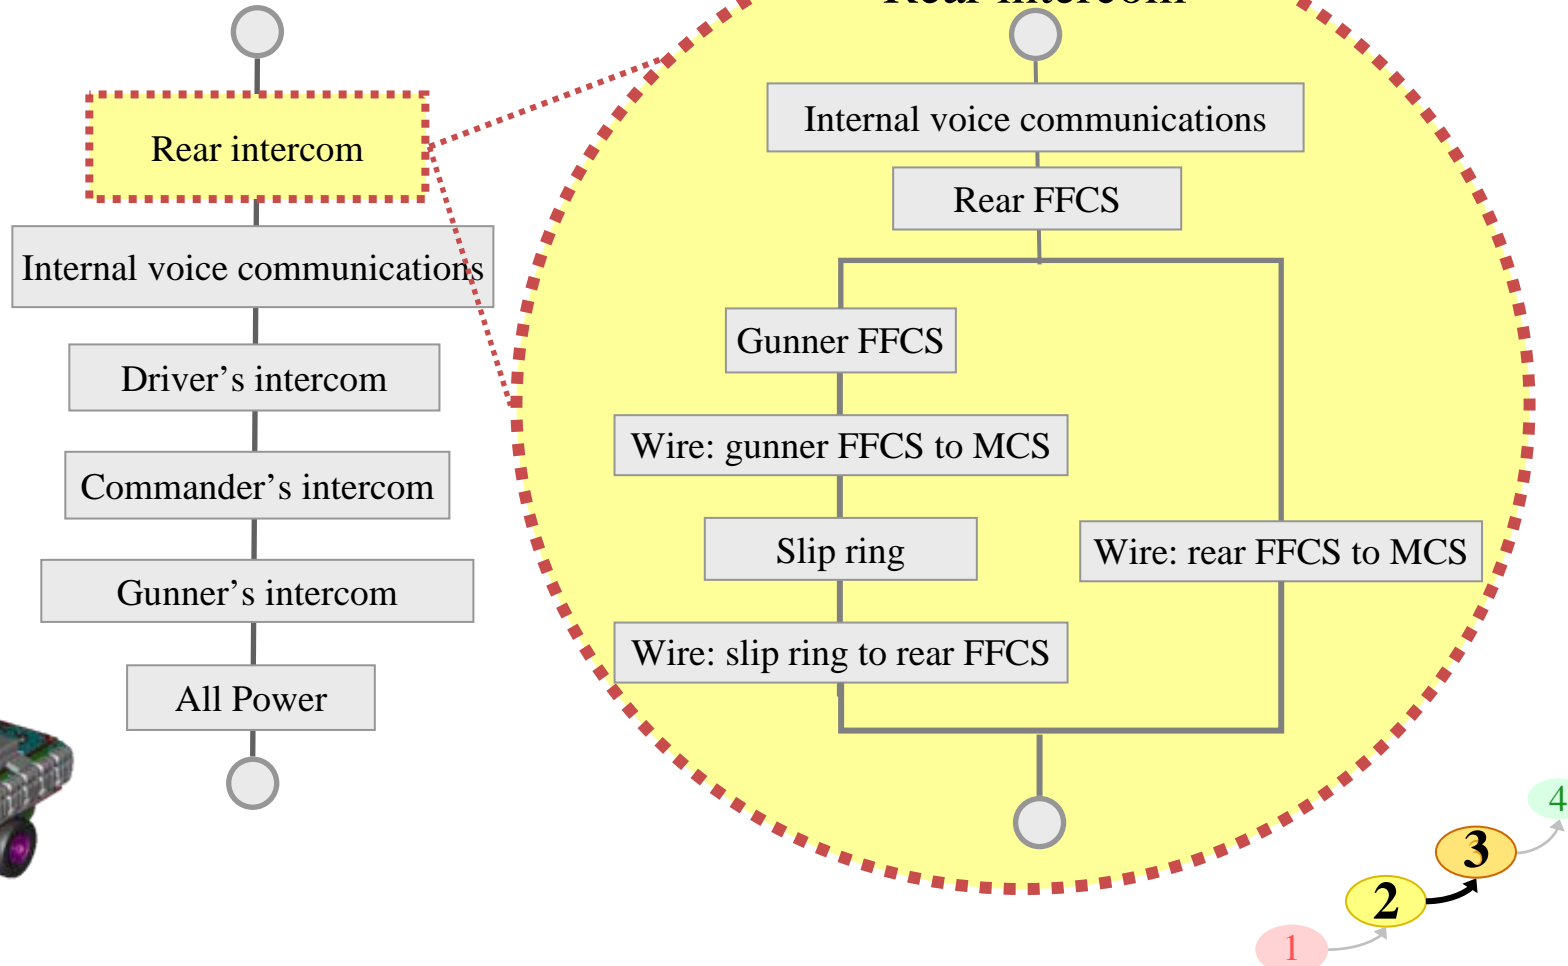 Rear intercom
Internal voice communications
Driver’s intercom
Commander’s intercom
Gunner’s intercom
All Power
Rear intercom
Internal voice communications
Rear FFCS
Gunner FFCS
Wire: gunner FFCS to MCS
Slip ring
Wire: slip ring to rear FFCS
Wire: rear FFCS to MCS
1
2
3
4